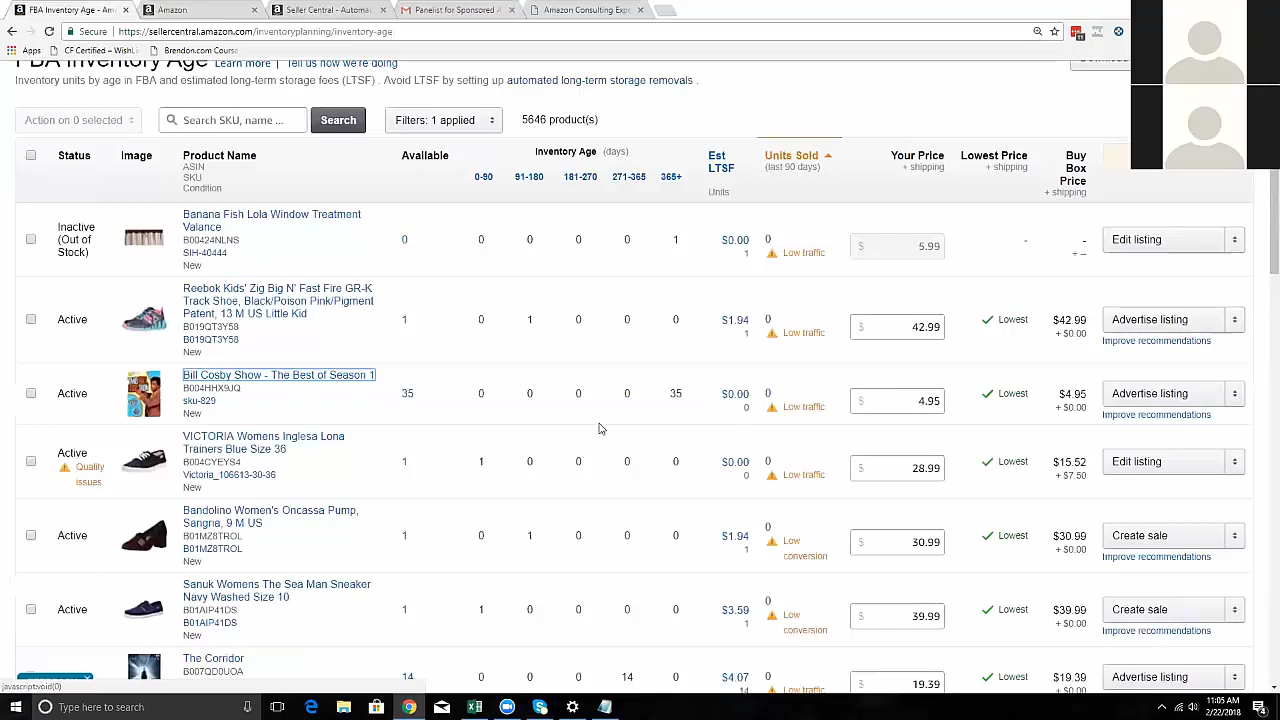 FBA Inventory Age - Am
Amazon
Seller Central - Automa
Panelist for Sponsored A
Amazon Consulting Exp
Secure https://sellercentral.amazon.com/inventoryplanning/inventory-age
Apps CF Certified ~ WishLi Brendon.com Course
FBA Inventory Age Learn more Tell us how we're doing
Inventory units by age in FBA and estimated long-term storage fees (LTSF). Avoid LTSF by setting up automated long-term storage removals .
Action on 0 selected Search SKU, name ... Search Filters: 1 applied 5646 product(s)
Status Image Product Name Available Inventory Age (days) Est LTSF Units Sold Your Price Lowest Price Buy Box Price
ASIN (last 90 days) + shipping + shipping + shipping
SKU 0-90 91-180 181-270 271-365 365+
Condition Units
Inactive (Out of Stock) Banana Fish Lola Window Treatment Valance
B00424NLNS 0 0 0 0 0 1 $0.00 0 $ 5.99 - - Edit listing
SIH-40444 1 Low traffic + --
New
Reebok Kids' Zig Big N' Fast Fire GR-K
Track Shoe, Black/Poison Pink/Pigment
Patent, 13 M US Little Kid
Active 1 0 1 0 0 0 $1.94 0 $ 42.99 Lowest $42.99 Advertise listing
B019QT3Y58 1 Low traffic + $0.00
B019QT3Y58 Improve recommendations
New
Bill Cosby Show - The Best of Season 1
B004HHX9JQ
Active 35 0 0 0 0 35 $0.00 0 $ 4.95 Lowest $4.95 Advertise listing
sku-829 0 Low traffic + $0.00
New Improve recommendations
VICTORIA Womens Inglesa Lona
Trainers Blue Size 36
Active 1 1 0 0 0 0 $0.00 0 $ 28.99 Lowest $15.52 Edit listing
Quality issues B004CYEYS4
Victoria_106613-30-36 0 Low traffic + $7.50
New
Bandolino Women's Oncassa Pump,
Sangria, 9 M US
Active B01MZ8TROL 1 0 1 0 0 0 $1.94 0 $ 30.99 Lowest $30.99 Create sale
B01MZ8TROL 1 Low conversion + $0.00
New Improve recommendations
Sanuk Womens The Sea Man Sneaker
Navy Washed Size 10
Active B01AIP41DS 1 1 0 0 0 0 $3.59 0 $ 39.99 Lowest $39.99 Create sale
B01AIP41DS 1 Low conversion + $0.00
New Improve recommendations
The Corridor
B007QD0UOA
14 0 0 0 14 0 $4.07 0 $ 19.39 Lowest $19.39 Advertise listing
14 Low traffic + $0.00
javascript:void(0)
Type here to search
11:05 AM
2/22/2018